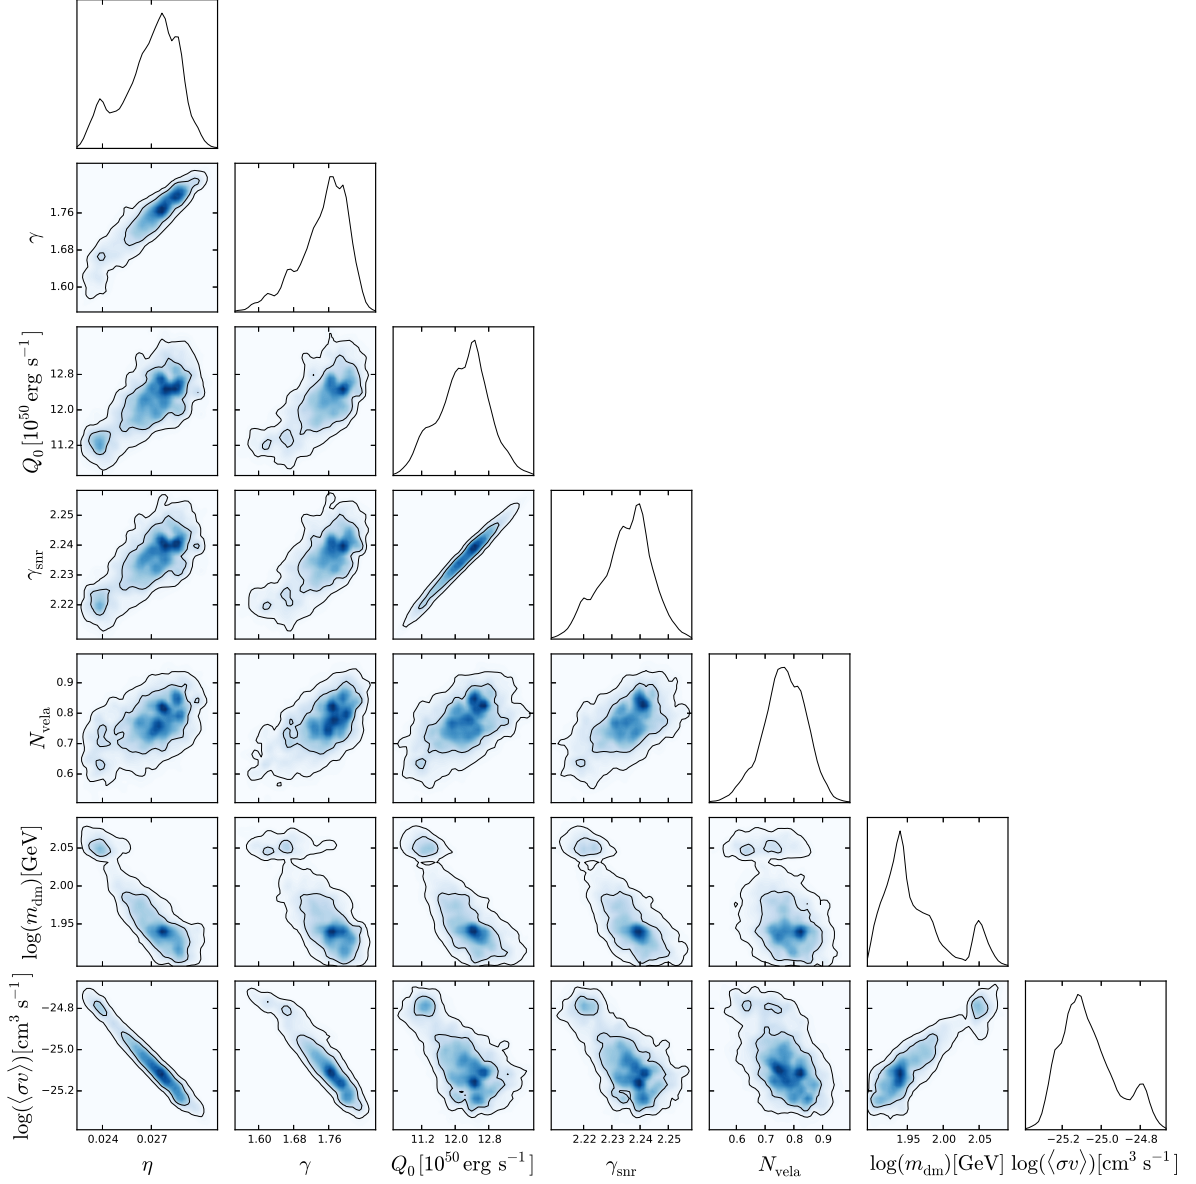 γ
1.76
1.68
1.60
Q₀ [10⁵⁰ erg s⁻¹]
12.8
12.0
11.2
γ_snr
2.25
2.24
2.23
2.22
N_vela
0.9
0.8
0.7
0.6
log(m_dm)[GeV]
2.05
2.00
1.95
log(⟨σv⟩)[cm³ s⁻¹]
−24.8
−25.0
−25.2
0.024 0.027 1.60 1.68 1.76 11.2 12.0 12.8 2.22 2.23 2.24 2.25 0.6 0.7 0.8 0.9 1.95 2.00 2.05 −25.2 −25.0 −24.8
η γ Q₀ [10⁵⁰ erg s⁻¹] γ_snr N_vela log(m_dm)[GeV] log(⟨σv⟩)[cm³ s⁻¹]